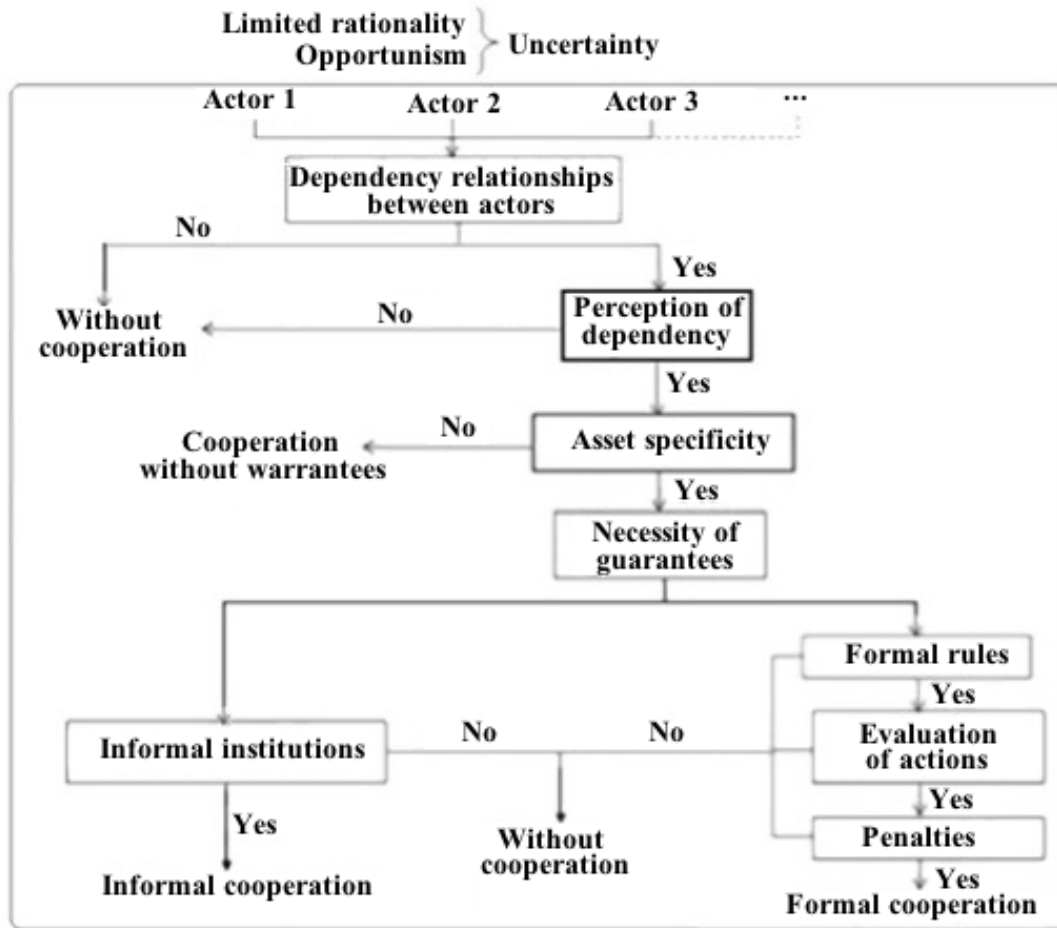 Limited rationality
Opportunism
Uncertainty
Actor 1
Actor 2
Actor 3
...
Dependency relationships
between actors
No
Yes
Without
cooperation
No
Perception of
dependency
Yes
Cooperation
without warrantees
No
Asset specificity
Yes
Necessity of
guarantees
Formal rules
Yes
Informal institutions
No
No
Evaluation
of actions
Yes
Yes
Without
cooperation
Penalties
Informal cooperation
Yes
Formal cooperation